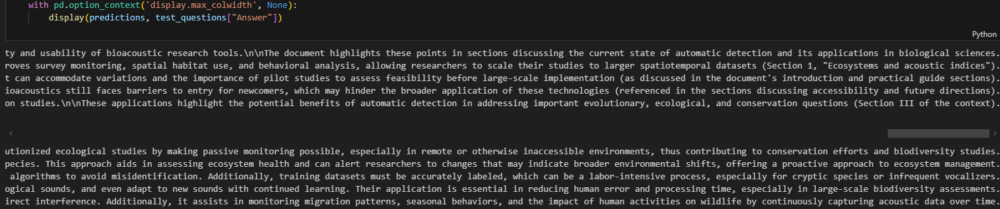 with pd.option_context('display.max_colwidth', None):
display(predictions, test_questions["Answer"])
Python
ty and usability of bioacoustic research tools.\n\nThe document highlights these points in sections discussing the current state of automatic detection and its applications in biological sciences.
roves survey monitoring, spatial habitat use, and behavioral analysis, allowing researchers to scale their studies to larger spatiotemporal datasets (Section 1, "Ecosystems and acoustic indices").
t can accommodate variations and the importance of pilot studies to assess feasibility before large-scale implementation (as discussed in the document's introduction and practical guide sections).
ioacoustics still faces barriers to entry for newcomers, which may hinder the broader application of these technologies (referenced in the sections discussing accessibility and future directions).
on studies.\n\nThese applications highlight the potential benefits of automatic detection in addressing important evolutionary, ecological, and conservation questions (Section III of the context).
utionized ecological studies by making passive monitoring possible, especially in remote or otherwise inaccessible environments, thus contributing to conservation efforts and biodiversity studies.
pecies. This approach aids in assessing ecosystem health and can alert researchers to changes that may indicate broader environmental shifts, offering a proactive approach to ecosystem management.
algorithms to avoid misidentification. Additionally, training datasets must be accurately labeled, which can be a labor-intensive process, especially for cryptic species or infrequent vocalizers.
ogical sounds, and even adapt to new sounds with continued learning. Their application is essential in reducing human error and processing time, especially in large-scale biodiversity assessments.
irect interference. Additionally, it assists in monitoring migration patterns, seasonal behaviors, and the impact of human activities on wildlife by continuously capturing acoustic data over time.